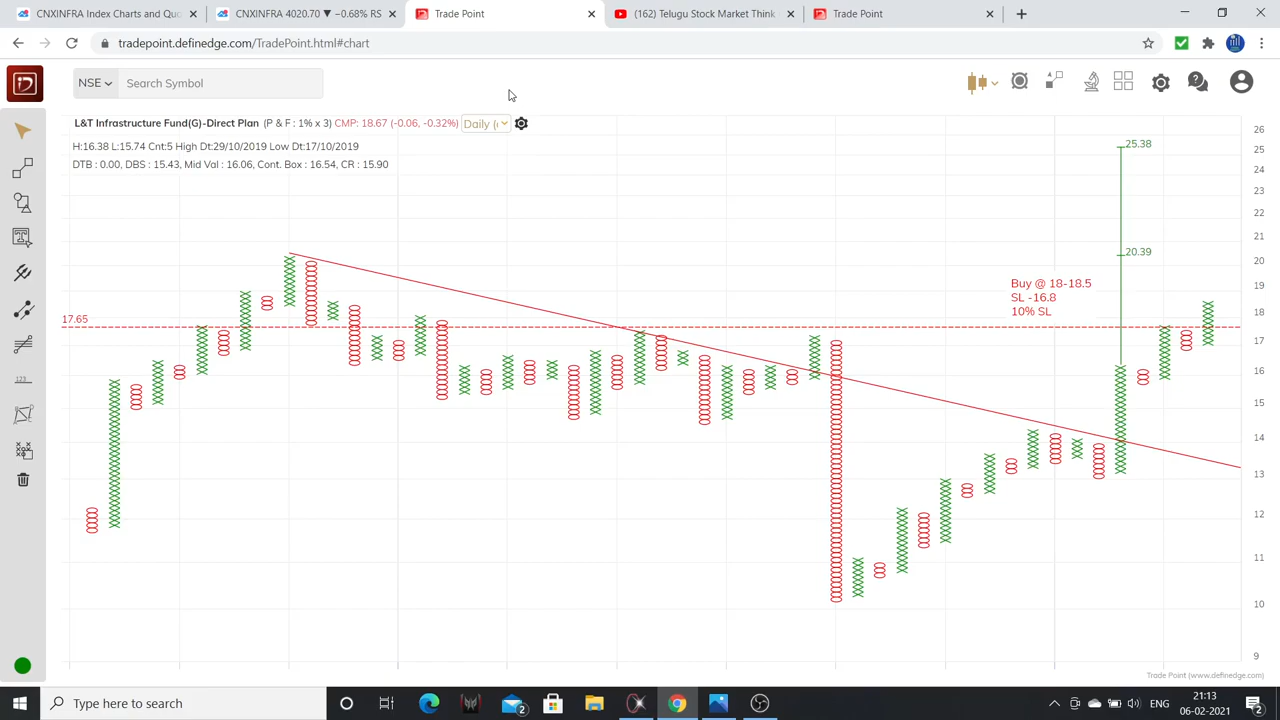 CNXINFRA Index Charts and Quo
CNXINFRA 4020.70 ▼ −0.68% RS
Trade Point
(162) Telugu Stock Market Think (
Trade Point
tradepoint.definedge.com/TradePoint.html#chart
NSE
Search Symbol
L&T Infrastructure Fund(G)-Direct Plan (P & F : 1% x 3) CMP: 18.67 (-0.06, -0.32%) Daily (
H:16.38 L:15.74 Cnt:5 High Dt:29/10/2019 Low Dt:17/10/2019
DTB : 0.00, DBS : 15.43, Mid Val : 16.06, Cont. Box : 16.54, CR : 15.90
26
25.38
25
24
23
22
21
20.39
20
Buy @ 18-18.5
SL -16.8
10% SL
19
18
17.65
17
16
123
15
14
13
12
11
10
9
Trade Point (www.definedge.com)
Type here to search
2
ENG
21:13
06-02-2021
2